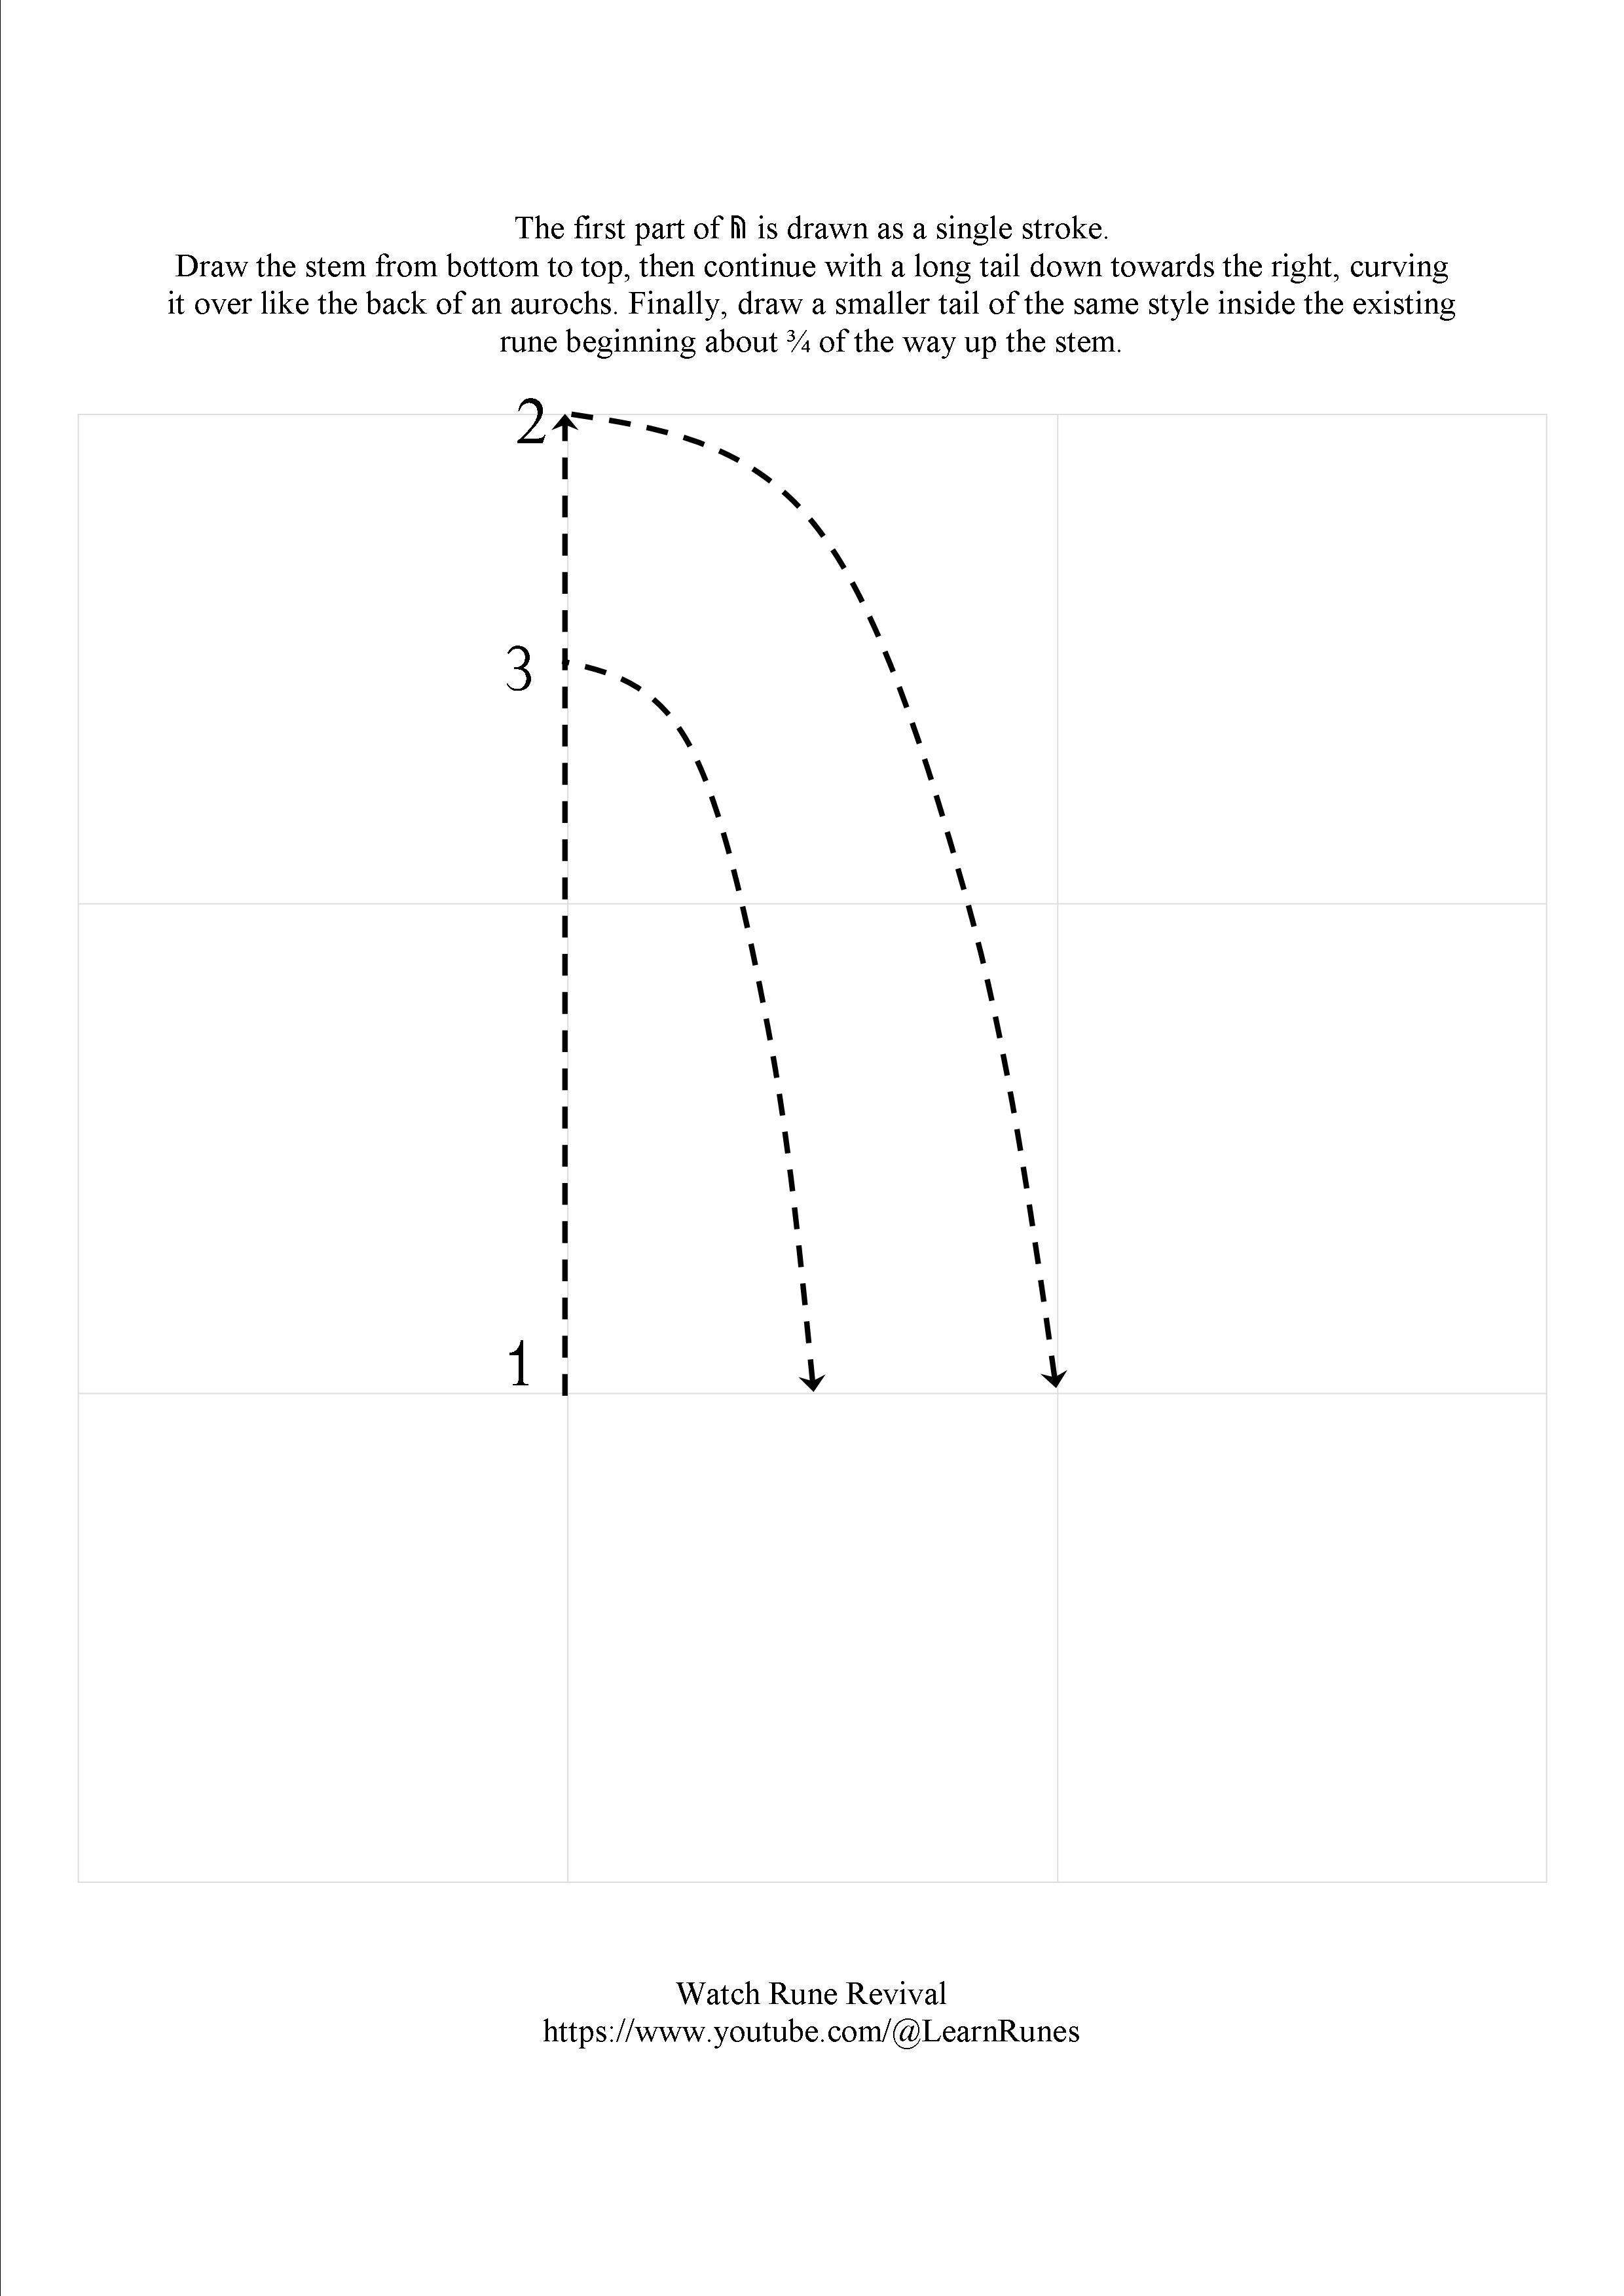 The first part of ᚤ is drawn as a single stroke.
Draw the stem from bottom to top, then continue with a long tail down towards the right, curving
it over like the back of an aurochs. Finally, draw a smaller tail of the same style inside the existing
rune beginning about ¾ of the way up the stem.
2
3
1
Watch Rune Revival
https://www.youtube.com/@LearnRunes